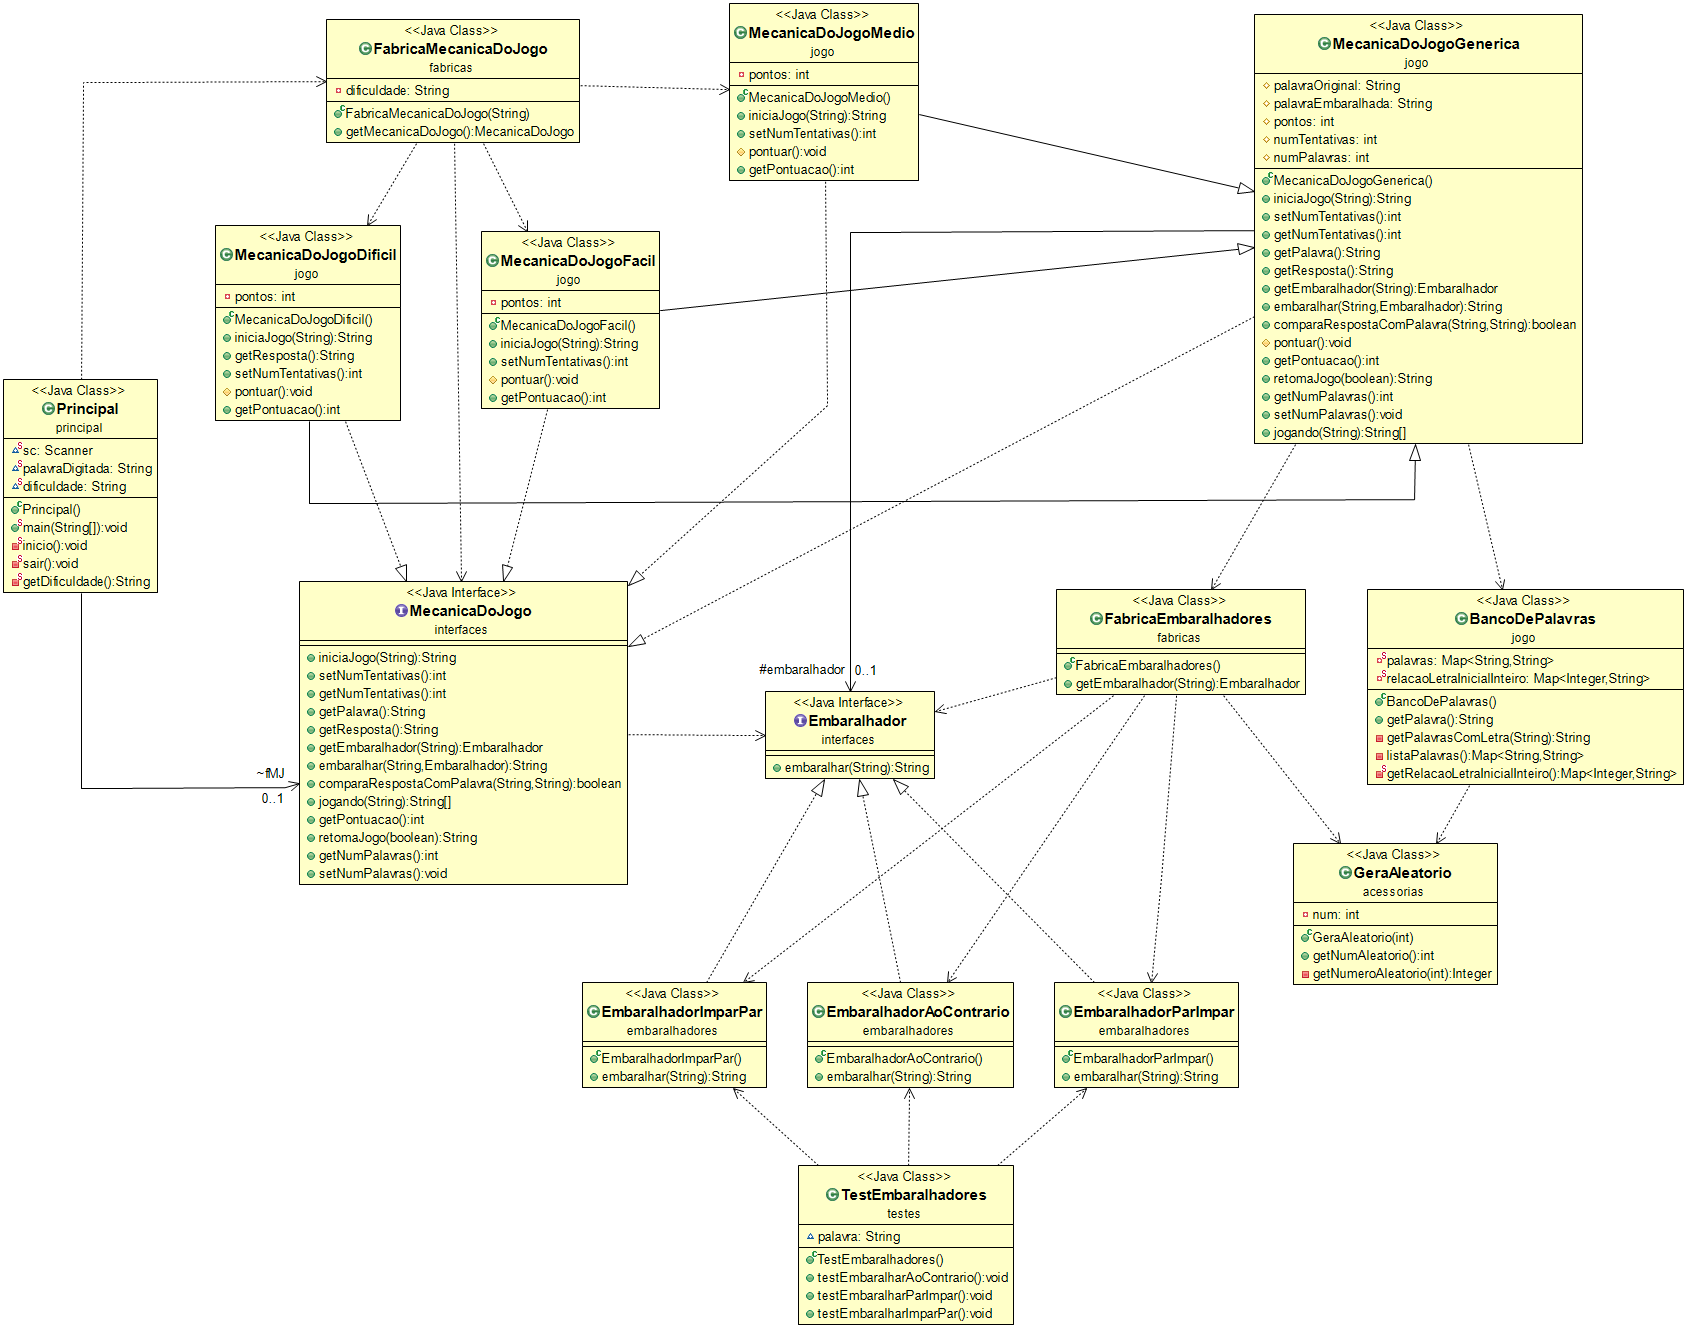 <<Java Class>>
FabricaMecanicaDoJogo
fabricas
dificuldade: String
FabricaMecanicaDoJogo(String)
getMecanicaDoJogo():MecanicaDoJogo
<<Java Class>>
MecanicaDoJogoMedio
jogo
pontos: int
MecanicaDoJogoMedio()
iniciaJogo(String):String
setNumTentativas():int
pontuar():void
getPontuacao():int
<<Java Class>>
MecanicaDoJogoGenerica
jogo
palavraOriginal: String
palavraEmbaralhada: String
pontos: int
numTentativas: int
numPalavras: int
MecanicaDoJogoGenerica()
iniciaJogo(String):String
setNumTentativas():int
getNumTentativas():int
getPalavra():String
getResposta():String
getEmbaralhador(String):Embaralhador
embaralhar(String,Embaralhador):String
comparaRespostaComPalavra(String,String):boolean
pontuar():void
getPontuacao():int
retomaJogo(boolean):String
getNumPalavras():int
setNumPalavras():void
jogando(String):String[]
<<Java Class>>
MecanicaDoJogoDificil
jogo
pontos: int
MecanicaDoJogoDificil()
iniciaJogo(String):String
getResposta():String
setNumTentativas():int
pontuar():void
getPontuacao():int
<<Java Class>>
MecanicaDoJogoFacil
jogo
pontos: int
MecanicaDoJogoFacil()
iniciaJogo(String):String
setNumTentativas():int
pontuar():void
getPontuacao():int
<<Java Class>>
Principal
principal
sc: Scanner
palavraDigitada: String
dificuldade: String
Principal()
main(String[]):void
inicio():void
sair():void
getDificuldade():String
<<Java Interface>>
MecanicaDoJogo
interfaces
iniciaJogo(String):String
setNumTentativas():int
getNumTentativas():int
getPalavra():String
getResposta():String
getEmbaralhador(String):Embaralhador
embaralhar(String,Embaralhador):String
comparaRespostaComPalavra(String,String):boolean
jogando(String):String[]
getPontuacao():int
retomaJogo(boolean):String
getNumPalavras():int
setNumPalavras():void
~fMJ
0..1
#embaralhador
0..1
<<Java Interface>>
Embaralhador
interfaces
embaralhar(String):String
<<Java Class>>
FabricaEmbaralhadores
fabricas
FabricaEmbaralhadores()
getEmbaralhador(String):Embaralhador
<<Java Class>>
BancoDePalavras
jogo
palavras: Map<String,String>
relacaoLetraInicialInteiro: Map<Integer,String>
BancoDePalavras()
getPalavra():String
getPalavrasComLetra(String):String
listaPalavras():Map<String,String>
getRelacaoLetraInicialInteiro():Map<Integer,String>
<<Java Class>>
GeraAleatorio
acessorias
num: int
GeraAleatorio(int)
getNumAleatorio():int
getNumeroAleatorio(int):Integer
<<Java Class>>
EmbaralhadorImparPar
embaralhadores
EmbaralhadorImparPar()
embaralhar(String):String
<<Java Class>>
EmbaralhadorAoContrario
embaralhadores
EmbaralhadorAoContrario()
embaralhar(String):String
<<Java Class>>
EmbaralhadorParImpar
embaralhadores
EmbaralhadorParImpar()
embaralhar(String):String
<<Java Class>>
TestEmbaralhadores
testes
palavra: String
TestEmbaralhadores()
testEmbaralharAoContrario():void
testEmbaralharParImpar():void
testEmbaralharImparPar():void